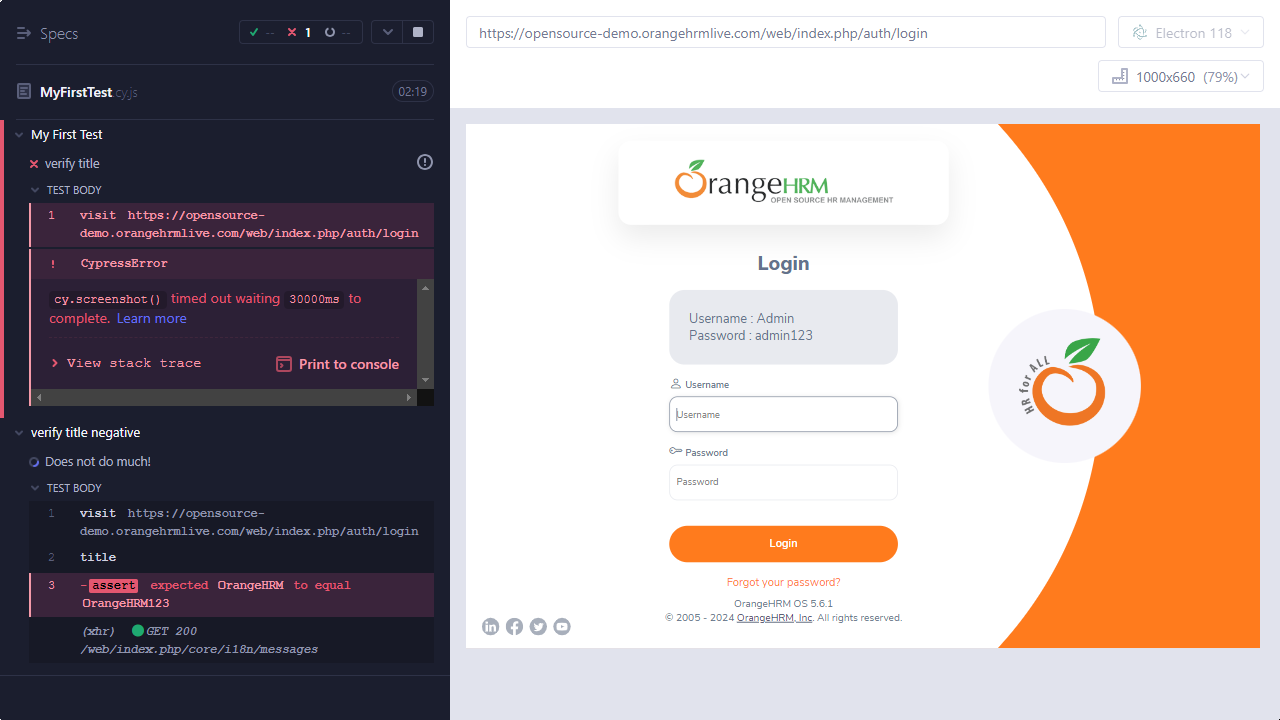 Specs
-- 1 --
MyFirstTest.cy.js 02:19
My First Test
verify title
TEST BODY
1 visit https://opensource-
demo.orangehrmlive.com/web/index.php/auth/login
! CypressError
cy.screenshot() timed out waiting 30000ms to
complete. Learn more
View stack trace Print to console
verify title negative
Does not do much!
TEST BODY
1 visit https://opensource-
demo.orangehrmlive.com/web/index.php/auth/login
2 title
3 -assert expected OrangeHRM to equal
OrangeHRM123
(xhr) GET 200
/web/index.php/core/i18n/messages
https://opensource-demo.orangehrmlive.com/web/index.php/auth/login
Electron 118
1000x660 (79%)
OrangeHRM
OPEN SOURCE HR MANAGEMENT
Login
Username : Admin
Password : admin123
Username
Username
Password
Password
Login
Forgot your password?
OrangeHRM OS 5.6.1
© 2005 - 2024 OrangeHRM, Inc. All rights reserved.
HR for ALL